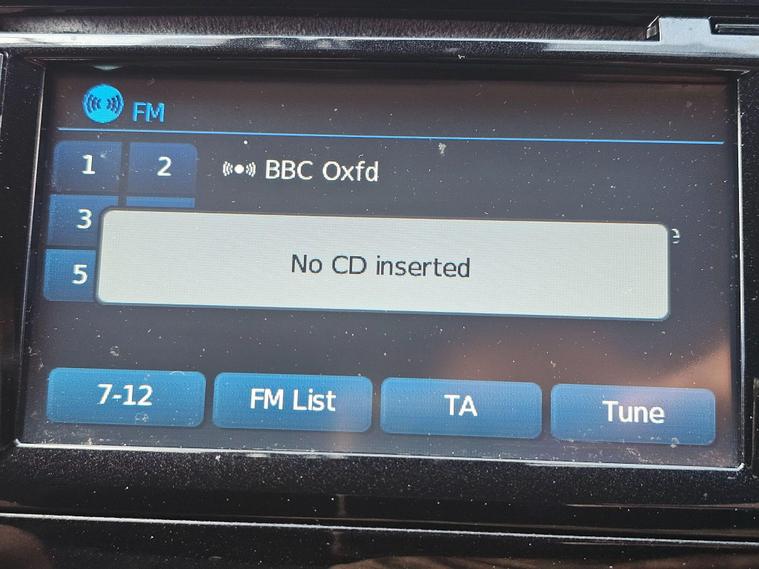 FM
1 2 BBC Oxfd
3
No CD inserted
5
7-12 FM List TA Tune